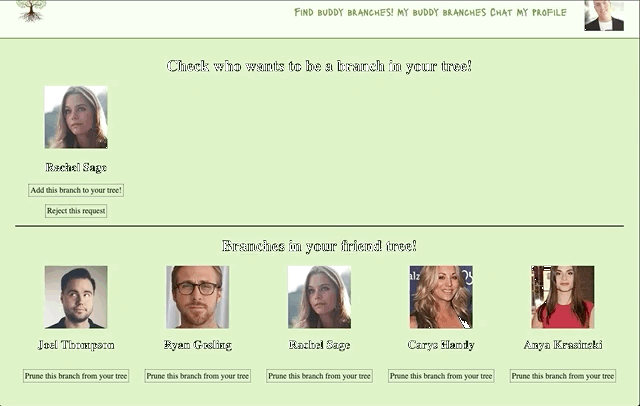 Find buddy branches! My buddy branches Chat My profile
Check who wants to be a branch in your tree!
Rachel Sage
Add this branch to your tree!
Reject this request
Branches in your friend tree!
Joel Thompson Ryan Gosling Rachel Sage Carys Handy Anya Krasinski
Prune this branch from your tree Prune this branch from your tree Prune this branch from your tree Prune this branch from your tree Prune this branch from your tree